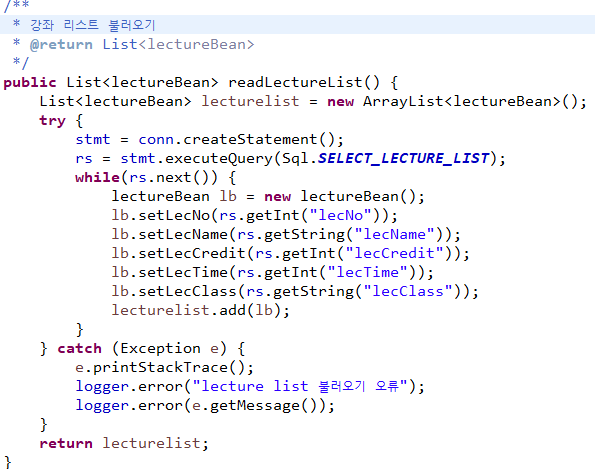 /**
 * 강좌 리스트 불러오기
 * @return List<lectureBean>
 */
public List<lectureBean> readLectureList() {
    List<lectureBean> lecturelist = new ArrayList<lectureBean>();
    try {
        stmt = conn.createStatement();
        rs = stmt.executeQuery(Sql.SELECT_LECTURE_LIST);
        while(rs.next()) {
            lectureBean lb = new lectureBean();
            lb.setLecNo(rs.getInt("lecNo"));
            lb.setLecName(rs.getString("lecName"));
            lb.setLecCredit(rs.getInt("lecCredit"));
            lb.setLecTime(rs.getInt("lecTime"));
            lb.setLecClass(rs.getString("lecClass"));
            lecturelist.add(lb);
        }
    } catch (Exception e) {
        e.printStackTrace();
        logger.error("lecture list 불러오기 오류");
        logger.error(e.getMessage());
    }
    return lecturelist;
}